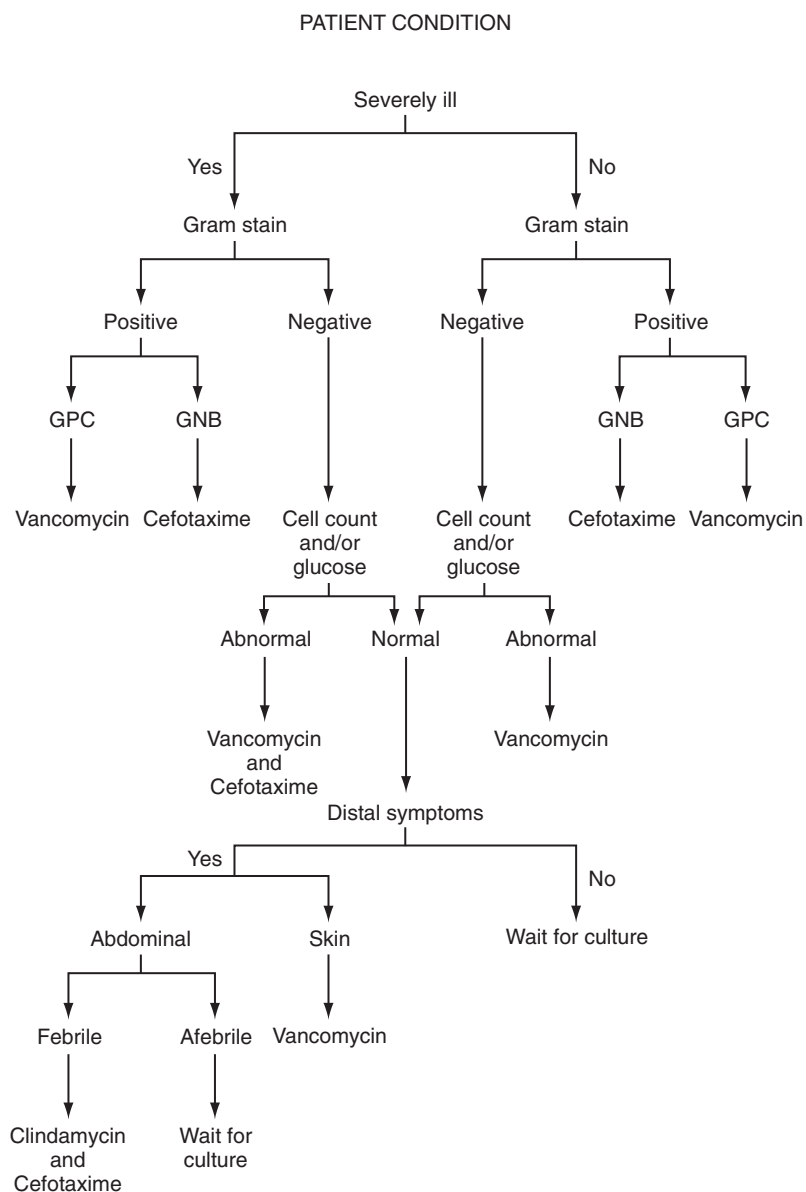 PATIENT CONDITION
Severely ill
Yes
No
Gram stain
Gram stain
Positive
Negative
Negative
Positive
GPC
GNB
GNB
GPC
Vancomycin
Cefotaxime
Cell count
and/or
glucose
Cell count
and/or
glucose
Cefotaxime
Vancomycin
Abnormal
Normal
Abnormal
Vancomycin
and
Cefotaxime
Vancomycin
Distal symptoms
Yes
No
Abdominal
Skin
Wait for culture
Febrile
Afebrile
Vancomycin
Clindamycin
and
Cefotaxime
Wait for
culture